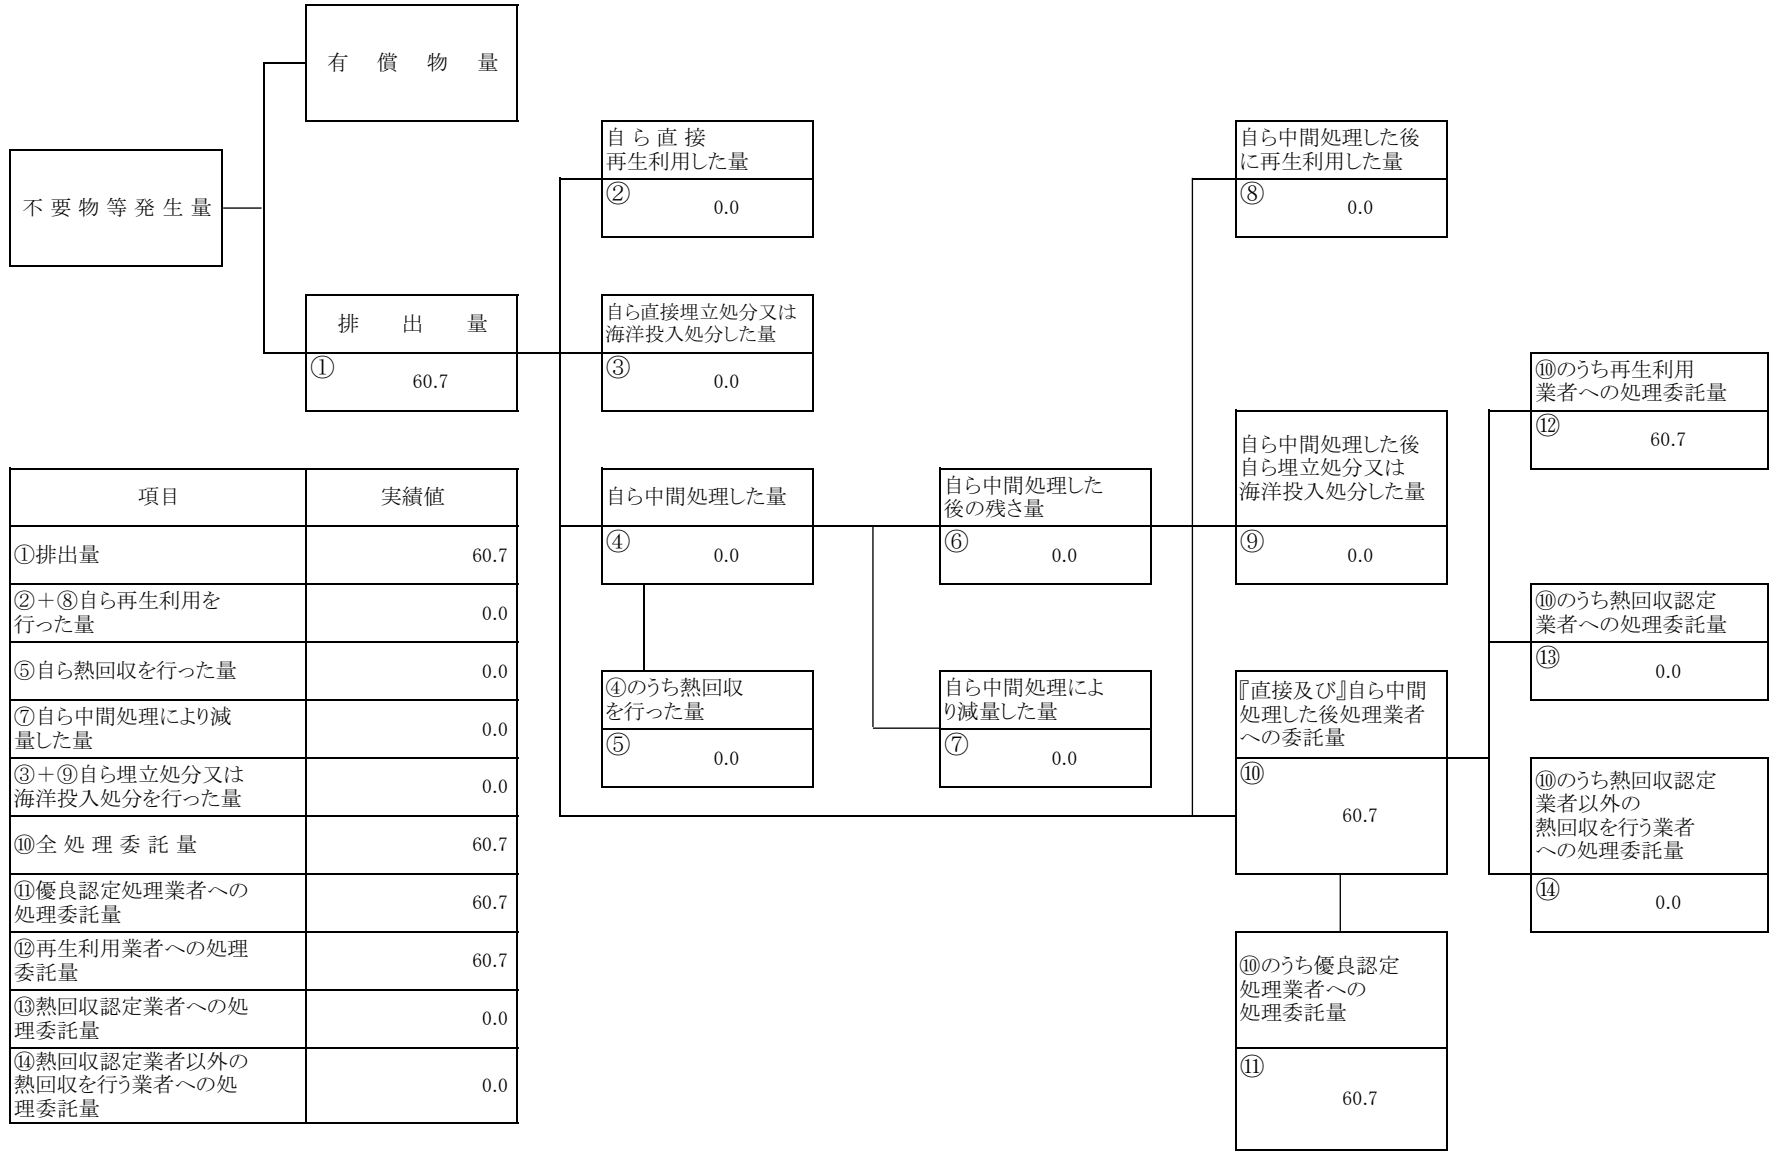 有償物量
不要物等発生量
排出量
①
60.7
自ら直接
再生利用した量
②
0.0
自ら直接埋立処分又は
海洋投入処分した量
③
0.0
自ら中間処理した量
④
0.0
④のうち熱回収
を行った量
⑤
0.0
自ら中間処理した
後の残さ量
⑥
0.0
自ら中間処理によ
り減量した量
⑦
0.0
自ら中間処理した後
に再生利用した量
⑧
0.0
自ら中間処理した後
自ら埋立処分又は
海洋投入処分した量
⑨
0.0
『直接及び』自ら中間
処理した後処理業者
への委託量
⑩
60.7
⑩のうち優良認定
処理業者への
処理委託量
⑪
60.7
⑩のうち再生利用
業者への処理委託量
⑫
60.7
⑩のうち熱回収認定
業者への処理委託量
⑬
0.0
⑩のうち熱回収認定
業者以外の
熱回収を行う業者
への処理委託量
⑭
0.0
項目 実績値
①排出量 60.7
②＋⑧自ら再生利用を
行った量 0.0
⑤自ら熱回収を行った量 0.0
⑦自ら中間処理により減
量した量 0.0
③＋⑨自ら埋立処分又は
海洋投入処分を行った量 0.0
⑩全処理委託量 60.7
⑪優良認定処理業者への
処理委託量 60.7
⑫再生利用業者への処理
委託量 60.7
⑬熱回収認定業者への処
理委託量 0.0
⑭熱回収認定業者以外の
熱回収を行う業者への処
理委託量 0.0